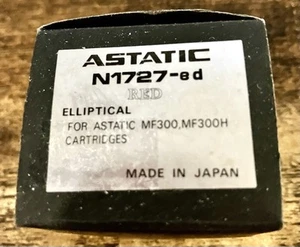 ASTATIC
N1727-ed
RED
ELLIPTICAL
FOR ASTATIC MF300,MF300H
CARTRIDGES
MADE IN JAPAN